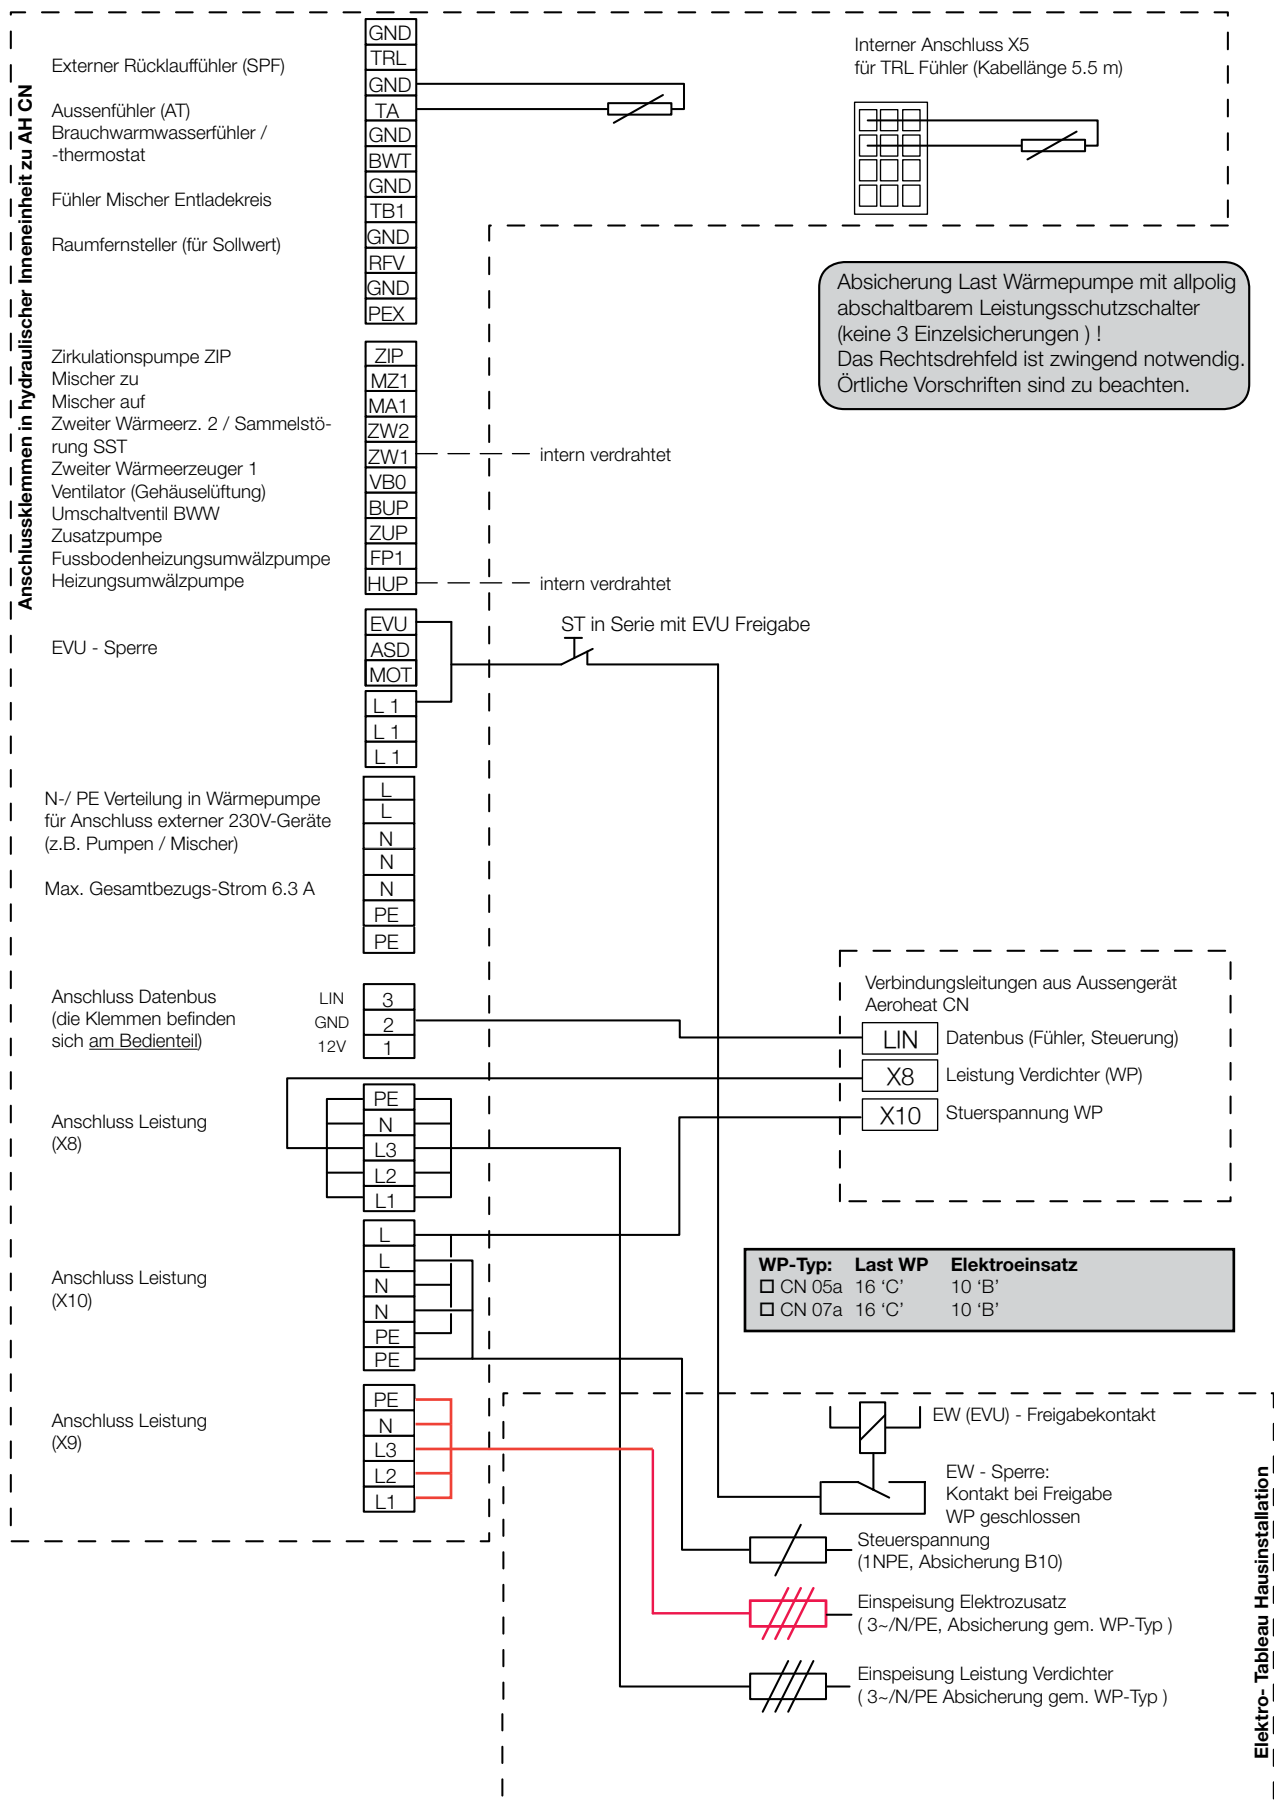 Anschlussklemmen in hydraulischer Inneneinheit zu AH CN
Externer Rücklauffühler (SPF)
Aussenfühler (AT)
Brauchwarmwasserfühler /
-thermostat
Fühler Mischer Entladekreis
Raumfernsteller (für Sollwert)
GND
TRL
GND
TA
GND
BWT
GND
TB1
GND
RFV
GND
PEX
Interner Anschluss X5
für TRL Fühler (Kabellänge 5.5 m)
Absicherung Last Wärmepumpe mit allpolig
abschaltbarem Leistungsschutzschalter
(keine 3 Einzelsicherungen ) !
Das Rechtsdrehfeld ist zwingend notwendig.
Örtliche Vorschriften sind zu beachten.
Zirkulationspumpe ZIP
Mischer zu
Mischer auf
Zweiter Wärmeerz. 2 / Sammelstö-
rung SST
Zweiter Wärmeerzeuger 1
Ventilator (Gehäuselüftung)
Umschaltventil BWW
Zusatzpumpe
Fussbodenheizungsumwälzpumpe
Heizungsumwälzpumpe
ZIP
MZ1
MA1
ZW2
ZW1
VB0
BUP
ZUP
FP1
HUP
intern verdrahtet
intern verdrahtet
EVU - Sperre
EVU
ASD
MOT
L 1
L 1
L 1
ST in Serie mit EVU Freigabe
N-/ PE Verteilung in Wärmepumpe
für Anschluss externer 230V-Geräte
(z.B. Pumpen / Mischer)
Max. Gesamtbezugs-Strom 6.3 A
L
L
N
N
N
PE
PE
Anschluss Datenbus
(die Klemmen befinden
sich am Bedienteil)
LIN 3
GND 2
12V 1
Verbindungsleitungen aus Aussengerät
Aeroheat CN
LIN Datenbus (Fühler, Steuerung)
X8 Leistung Verdichter (WP)
X10 Stuerspannung WP
Anschluss Leistung
(X8)
PE
N
L3
L2
L1
Anschluss Leistung
(X10)
L
L
N
N
PE
PE
WP-Typ: Last WP Elektroeinsatz
CN 05a 16 ‘C’ 10 ‘B’
CN 07a 16 ‘C’ 10 ‘B’
Anschluss Leistung
(X9)
PE
N
L3
L2
L1
EW (EVU) - Freigabekontakt
EW - Sperre:
Kontakt bei Freigabe
WP geschlossen
Steuerspannung
(1NPE, Absicherung B10)
Einspeisung Elektrozusatz
( 3~/N/PE, Absicherung gem. WP-Typ )
Einspeisung Leistung Verdichter
( 3~/N/PE Absicherung gem. WP-Typ )
Elektro- Tableau Hausinstallation